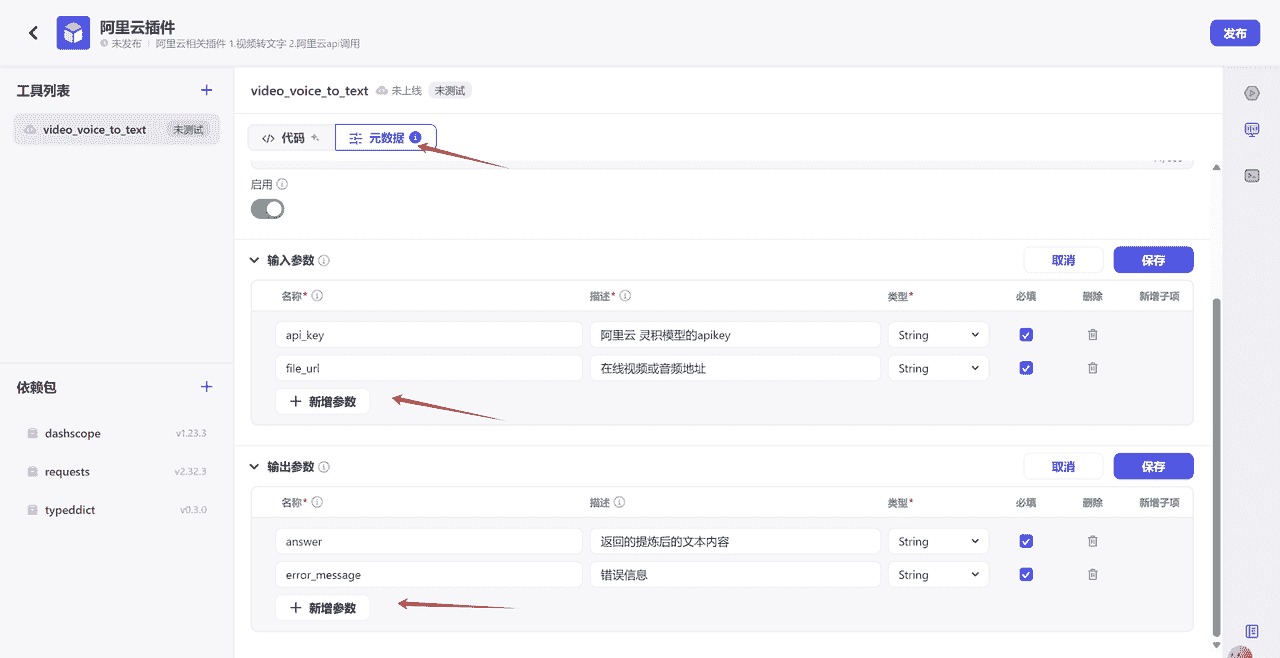 阿里云插件
未发布 阿里云相关插件 1.视频转文字 2.阿里云api调用
发布
工具列表
video_voice_to_text 未测试
video_voice_to_text 未上线 未测试
代码 元数据
启用
输入参数 取消 保存
名称* 描述* 类型* 必填 删除 新增子项
api_key 阿里云 灵积模型的apikey String
file_url 在线视频或音频地址 String
新增参数
依赖包
dashscope v1.23.3
requests v2.32.3
typeddict v0.3.0
输出参数 取消 保存
名称* 描述 类型* 必填 删除 新增子项
answer 返回的提炼后的文本内容 String
error_message 错误信息 String
新增参数